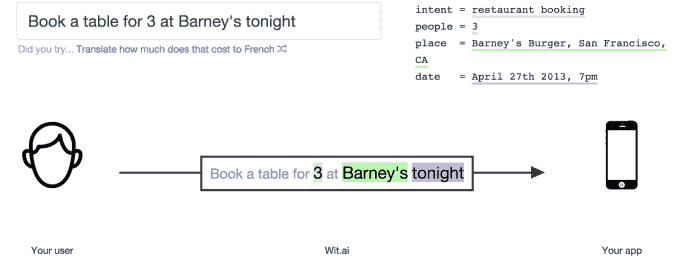 Book a table for 3 at Barney's tonight
Did you try... Translate how much does that cost to French
intent = restaurant booking
people = 3
place = Barney's Burger, San Francisco,
CA
date = April 27th 2013, 7pm
Book a table for 3 at Barney's tonight
Your user
Wit.ai
Your app